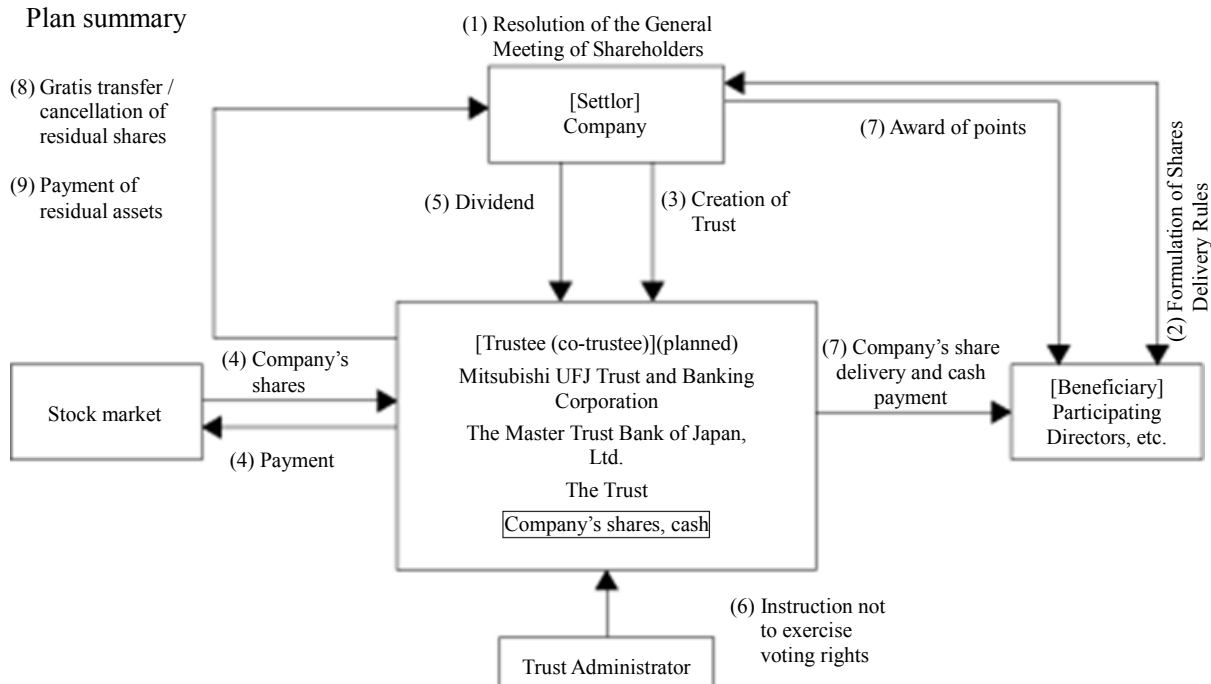 Plan summary
(1) Resolution of the General
Meeting of Shareholders
(8) Gratis transfer /
cancellation of
residual shares
(9) Payment of
residual assets
[Settlor]
Company
(7) Award of points
(5) Dividend
(3) Creation of
Trust
(2) Formulation of Shares
Delivery Rules
Stock market
(4) Company’s
shares
(4) Payment
[Trustee (co-trustee)](planned)
Mitsubishi UFJ Trust and Banking
Corporation
The Master Trust Bank of Japan,
Ltd.
The Trust
Company’s shares, cash
(7) Company’s share
delivery and cash
payment
[Beneficiary]
Participating
Directors, etc.
(6) Instruction not
to exercise
voting rights
Trust Administrator